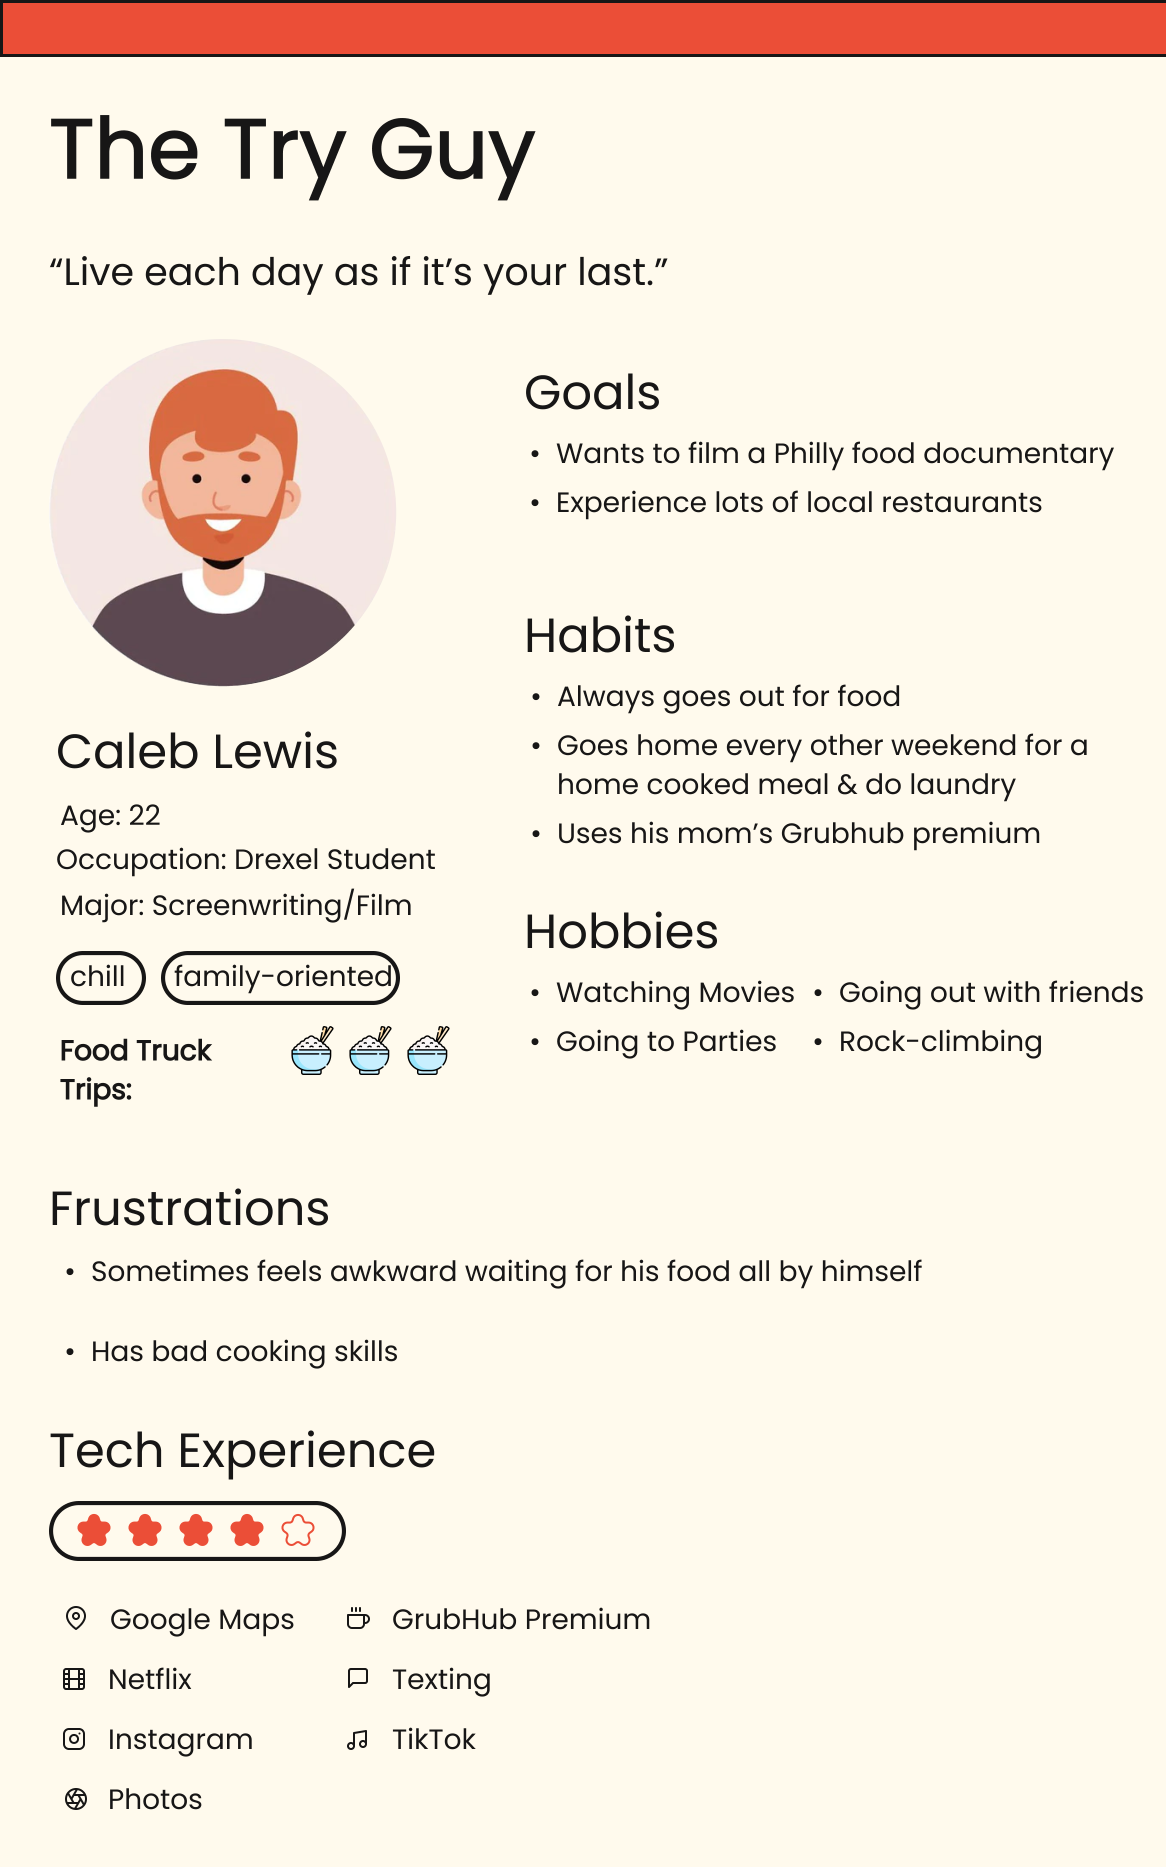 The Try Guy
“Live each day as if it’s your last.”
Caleb Lewis
Age: 22
Occupation: Drexel Student
Major: Screenwriting/Film
chill family-oriented
Food Truck
Trips:
Goals
• Wants to film a Philly food documentary
• Experience lots of local restaurants
Habits
• Always goes out for food
• Goes home every other weekend for a
home cooked meal & do laundry
• Uses his mom’s Grubhub premium
Hobbies
• Watching Movies • Going out with friends
• Going to Parties • Rock-climbing
Frustrations
• Sometimes feels awkward waiting for his food all by himself
• Has bad cooking skills
Tech Experience
Google Maps GrubHub Premium
Netflix Texting
Instagram TikTok
Photos